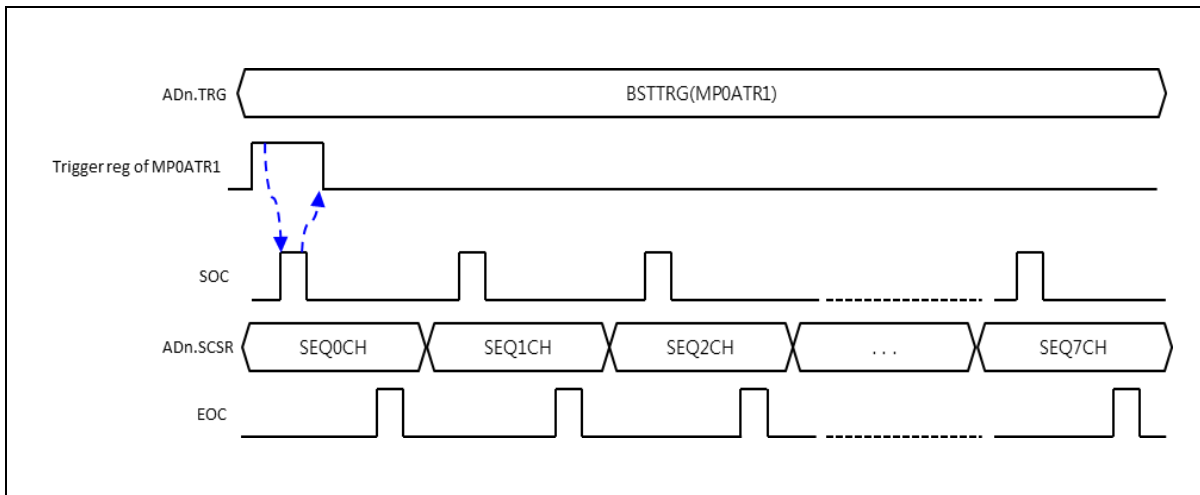 ADn.TRG BSTTRG(MP0ATR1)
Trigger reg of MP0ATR1
SOC
ADn.SCSR SEQ0CH SEQ1CH SEQ2CH . . . SEQ7CH
EOC